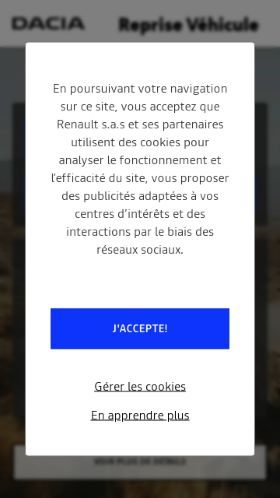 DACIA Reprise Véhicule
En poursuivant votre navigation
sur ce site, vous acceptez que
Renault s.a.s et ses partenaires
utilisent des cookies pour
analyser le fonctionnement et
l'efficacité du site, vous proposer
des publicités adaptées à vos
centres d’intérêts et des
interactions par le biais des
réseaux sociaux.
J'ACCEPTE!
Gérer les cookies
En apprendre plus
VOIR PLUS DE DÉTAILS